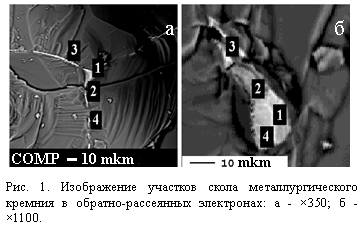 а
3
1
2
4
COMP = 10 mkm
б
3
2
1
4
10 mkm
Рис. 1. Изображение участков скола металлургического
кремния в обратно-рассеянных электронах: а - ×350; б -
×1100.